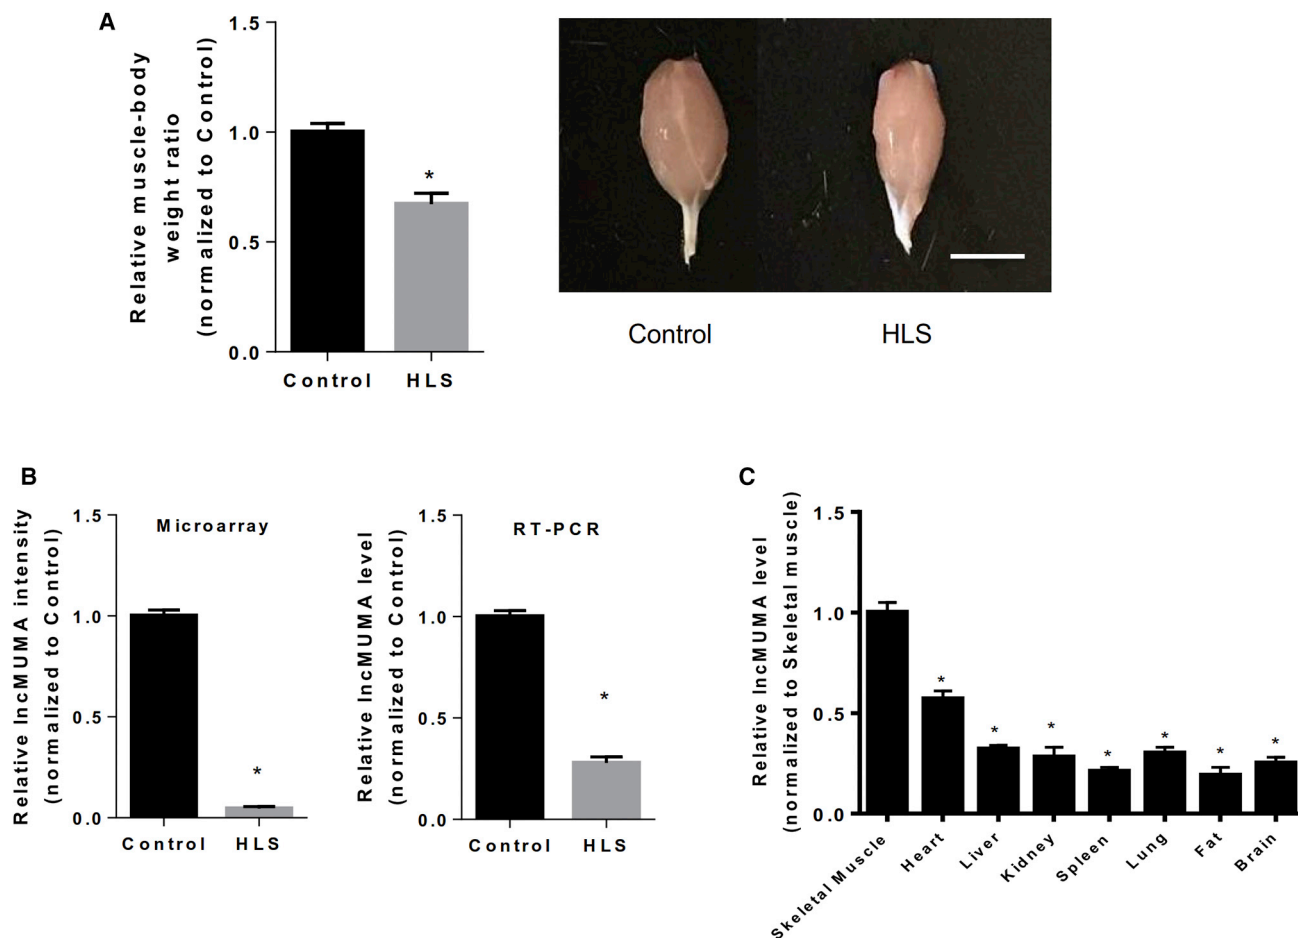 A
Relative muscle-body
weight ratio
(normalized to Control)
1.5
1.0
0.5
0.0
*
Control
HLS
Control
HLS
B
Relative lncMUMA intensity
(normalized to Control)
Microarray
1.5
1.0
0.5
0.0
*
Control
HLS
Relative lncMUMA level
(normalized to Control)
RT-PCR
1.5
1.0
0.5
0.0
*
Control
HLS
C
Relative lncMUMA level
(normalized to Skeletal muscle)
1.5
1.0
0.5
0.0
*
*
*
*
*
*
*
Skeletal Muscle
Heart
Liver
Kidney
Spleen
Lung
Fat
Brain